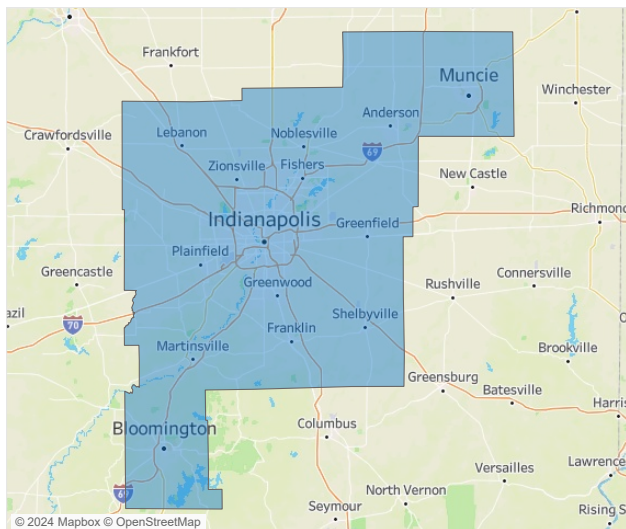 Frankfort
Muncie
Winchester
Anderson
Crawfordsville
Lebanon
Noblesville
69
Zionsville
Fishers
New Castle
Indianapolis
Richmond
Greenfield
Plainfield
Greencastle
Connersville
Greenwood
Rushville
azil
70
Shelbyville
Franklin
Martinsville
Brookville
Greensburg
Batesville
Harris
Bloomington
Columbus
Lawrence
Versailles
69
North Vernon
Seymour
Rising S
© 2024 Mapbox © OpenStreetMap